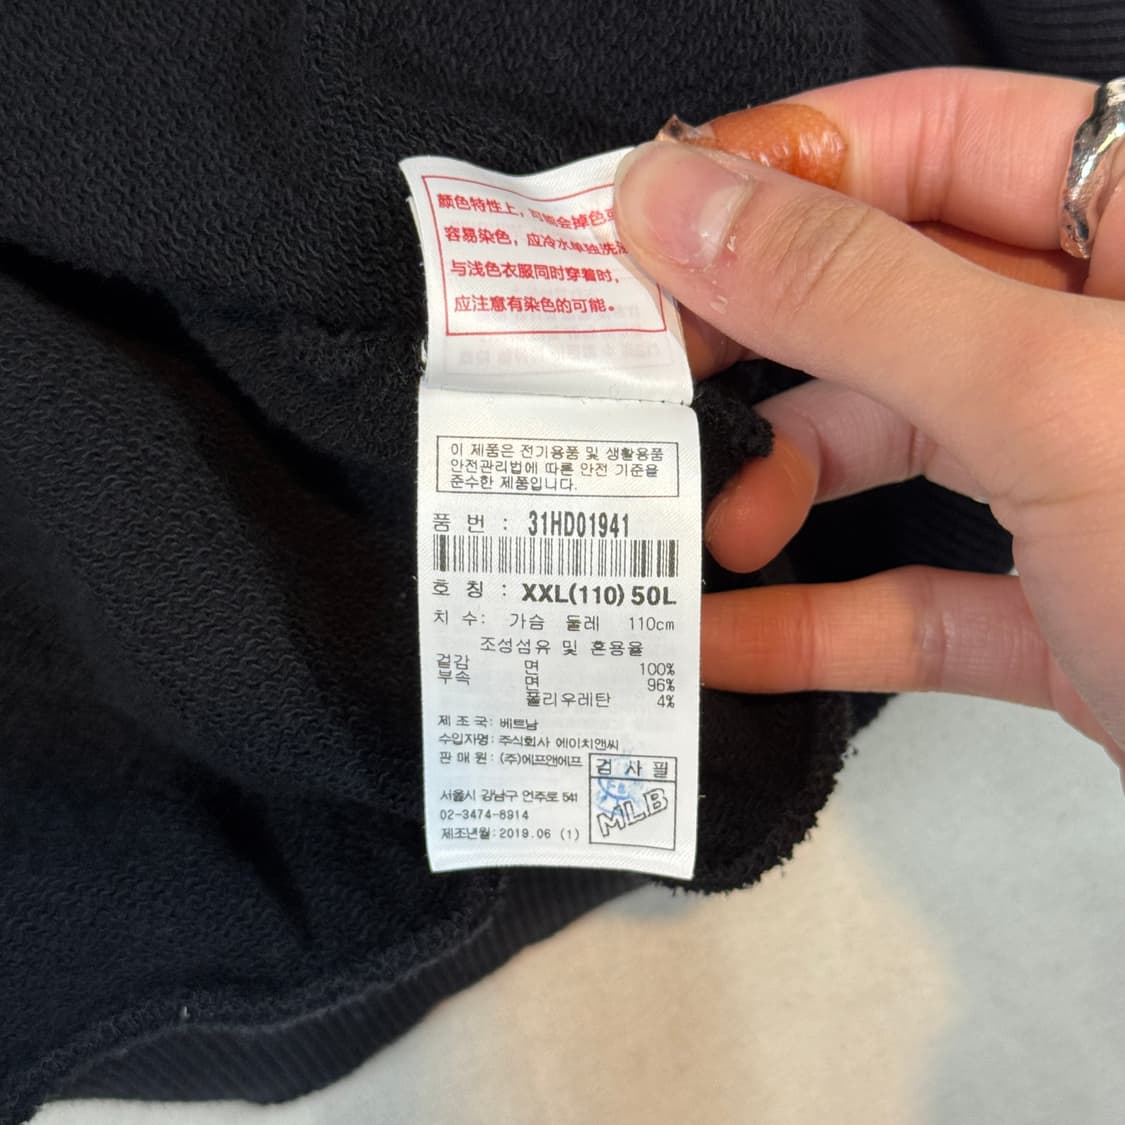 颜色特性上，可能会掉色
容易染色，应冷水单独洗
与浅色衣服同时穿着时，
应注意有染色的可能。
이 제품은 전기용품 및 생활용품
안전관리법에 따른 안전 기준을
준수한 제품입니다.
품 번 : 31HD01941
호 칭 : XXL(110) 50L
치 수: 가슴 둘레 110cm
조성섬유 및 혼용율
겉감 면 100%
부속 면 96%
폴리우레탄 4%
제 조 국: 베트남
수입자명: 주식회사 에이치앤씨
판 매 원: (주)에프앤에프
검 사 필
MLB
서울시 강남구 언주로 541
02-3474-8914
제조년월: 2019.06 (1)